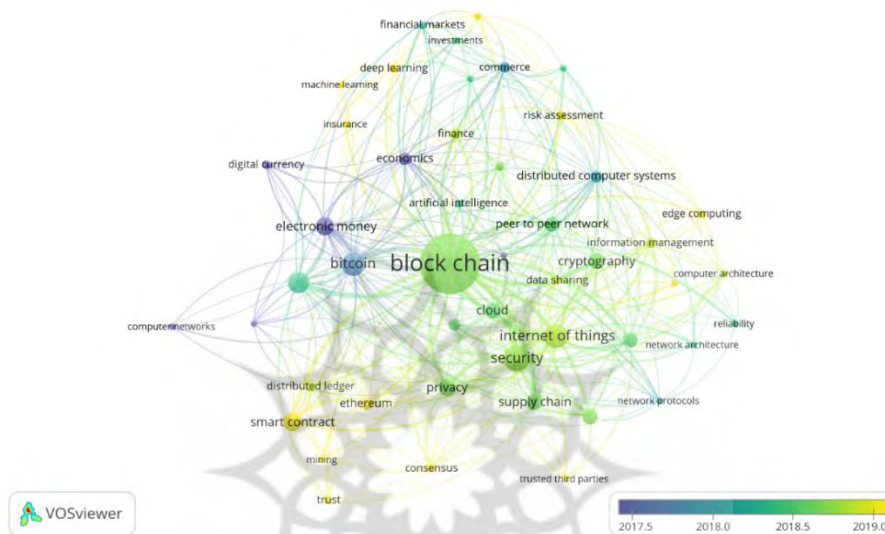 financial markets
investments
deep learning
commerce
machine learning
insurance
risk assessment
finance
digital currency
economics
distributed computer systems
artificial intelligence
edge computing
electronic money
peer to peer network
information management
bitcoin
block chain
cryptography
data sharing
computer architecture
cloud
computer networks
internet of things
reliability
network architecture
security
distributed ledger
privacy
ethereum
supply chain
network protocols
smart contract
mining
consensus
trusted third parties
trust
VOSviewer
2017.5 2018.0 2018.5 2019.0